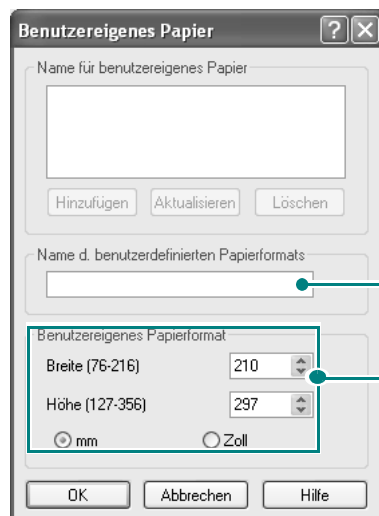 Benutzereigenes Papier
Name für benutzereigenes Papier
Hinzufügen Aktualisieren Löschen
Name d. benutzerdefinierten Papierformats
Benutzereigenes Papierformat
Breite (76-216) 210
Höhe (127-356) 297
mm Zoll
OK Abbrechen Hilfe